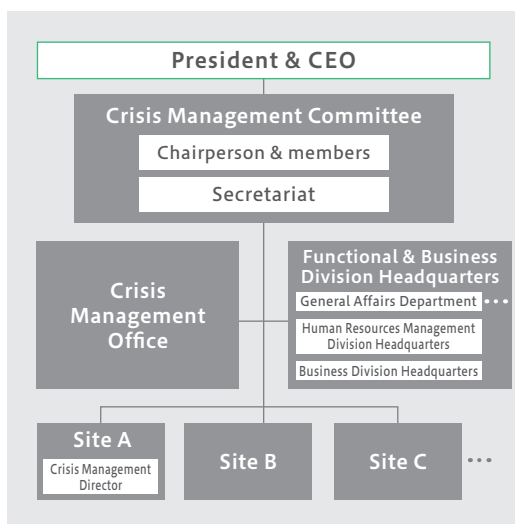 President & CEO
Crisis Management Committee
Chairperson & members
Secretariat
Crisis
Management
Office
Functional & Business
Division Headquarters
General Affairs Department
Human Resources Management
Division Headquarters
Business Division Headquarters
Site A
Crisis Management
Director
Site B
Site C